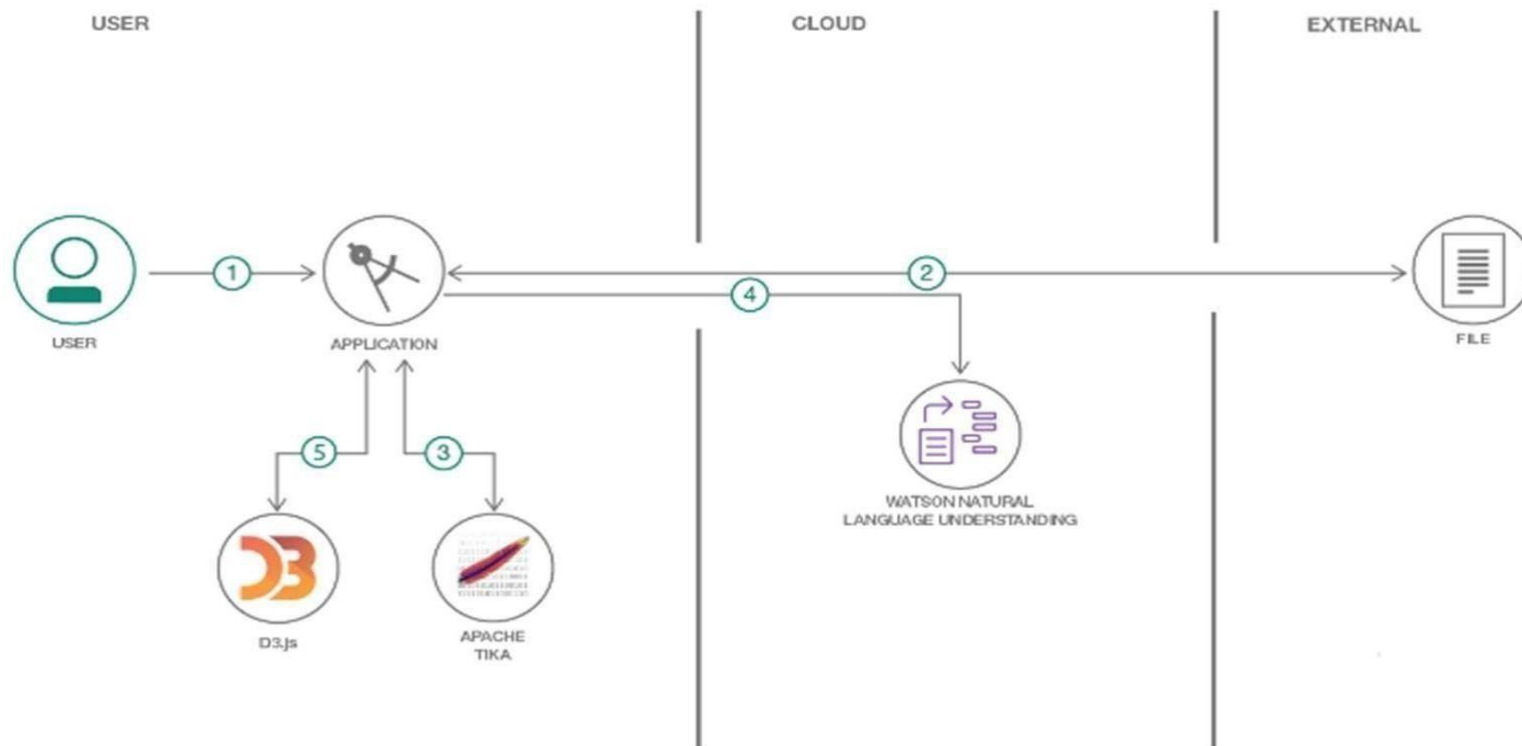 USER
CLOUD
EXTERNAL
1
2
4
USER
APPLICATION
FILE
5
3
WATSON NATURAL
LANGUAGE UNDERSTANDING
D3
D3.js
APACHE
TIKA